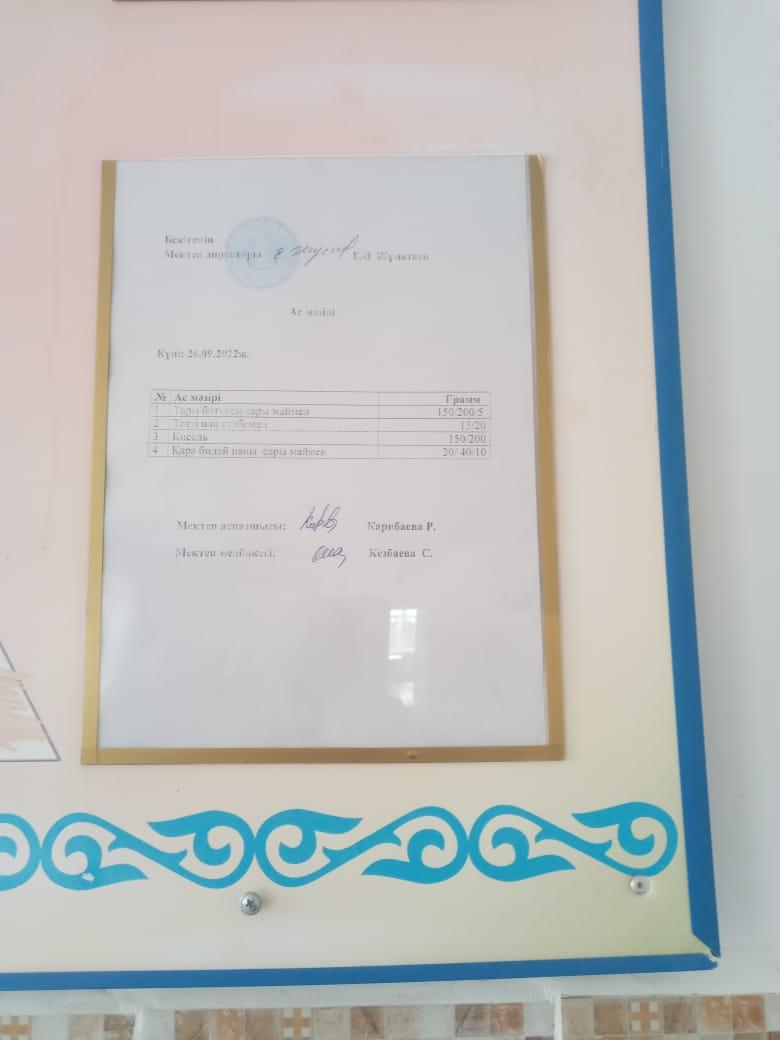 Бекітемін
Мектеп директоры Е.Ә. Жұматаев
Ас мәзірі
Күні: 26.09.2022ж.
№ Ас мәзірі Грамм
1 Тары ботқасы сары маймен 150/200/5
2 Тәтті нан сүзбемен 15/20
3 Кисель 150/200
4 Қара бидай наны сары маймен 20/ 40/10
Мектеп аспазшысы: Карибаева Р.
Мектеп медбикесі: Кезбаева С.